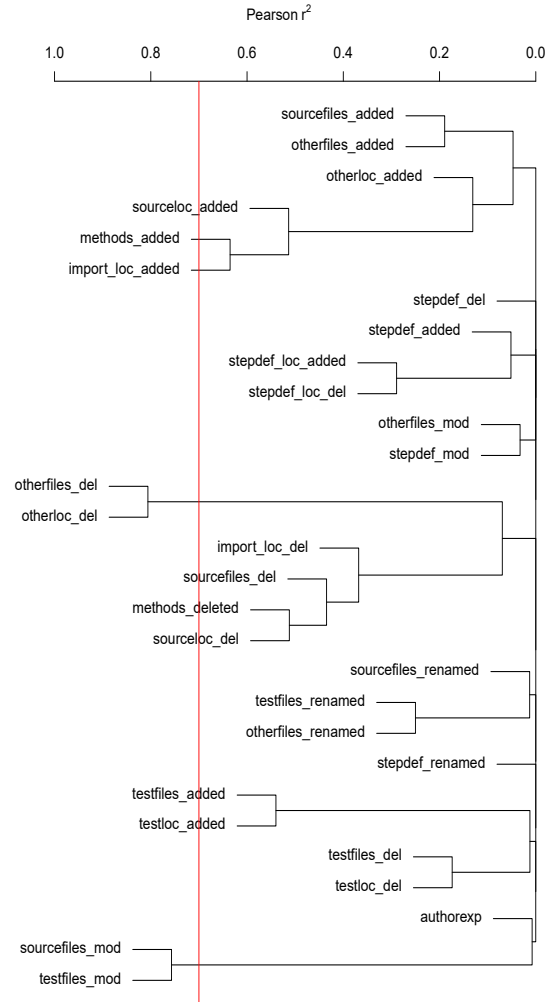 Pearson r²
1.0 0.8 0.6 0.4 0.2 0.0
sourcefiles_added
otherfiles_added
otherloc_added
sourceloc_added
methods_added
import_loc_added
stepdef_del
stepdef_added
stepdef_loc_added
stepdef_loc_del
otherfiles_mod
stepdef_mod
otherfiles_del
otherloc_del
import_loc_del
sourcefiles_del
methods_deleted
sourceloc_del
sourcefiles_renamed
testfiles_renamed
otherfiles_renamed
stepdef_renamed
testfiles_added
testloc_added
testfiles_del
testloc_del
authorexp
sourcefiles_mod
testfiles_mod